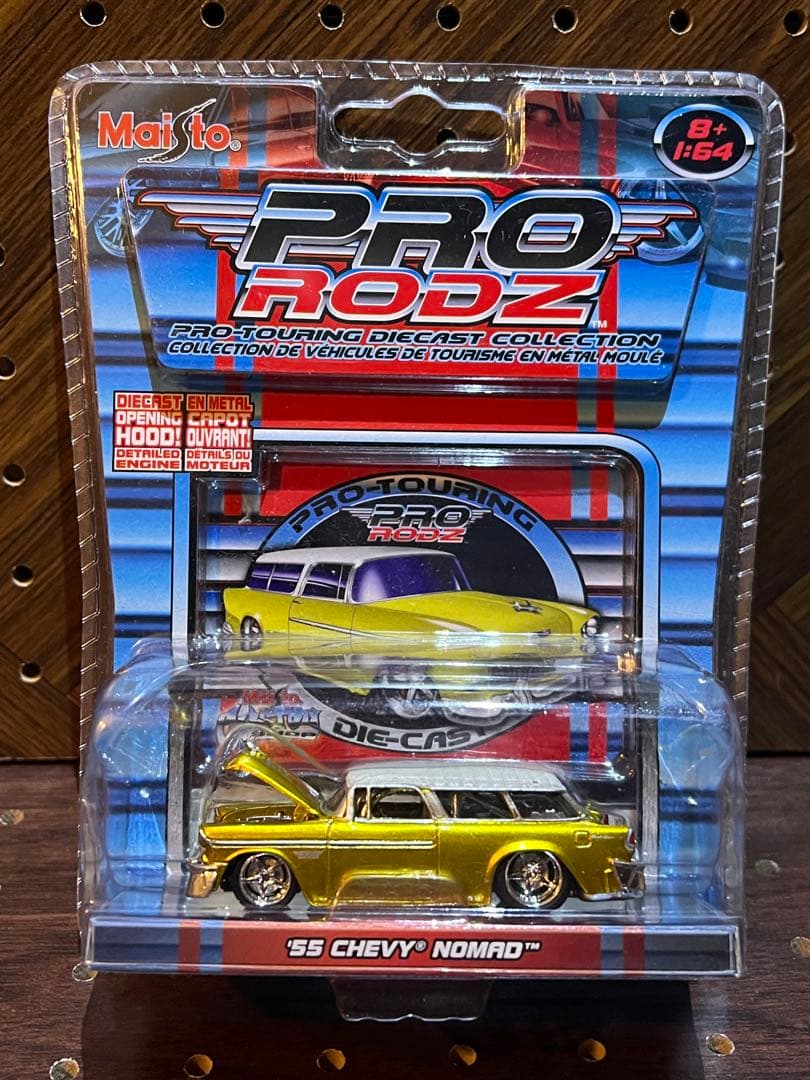 Maisto®
8+
1:64
PRO
RODZ™
PRO-TOURING DIECAST COLLECTION
COLLECTION DE VÉHICULES DE TOURISME EN MÉTAL MOULÉ
DIECAST EN METAL
OPENING CAPOT
HOOD! OUVRANT!
DETAILED DÉTAILS DU
ENGINE MOTEUR
PRO-TOURING
PRO
RODZ
Maisto
DIE-CAST
'55 CHEVY® NOMAD™